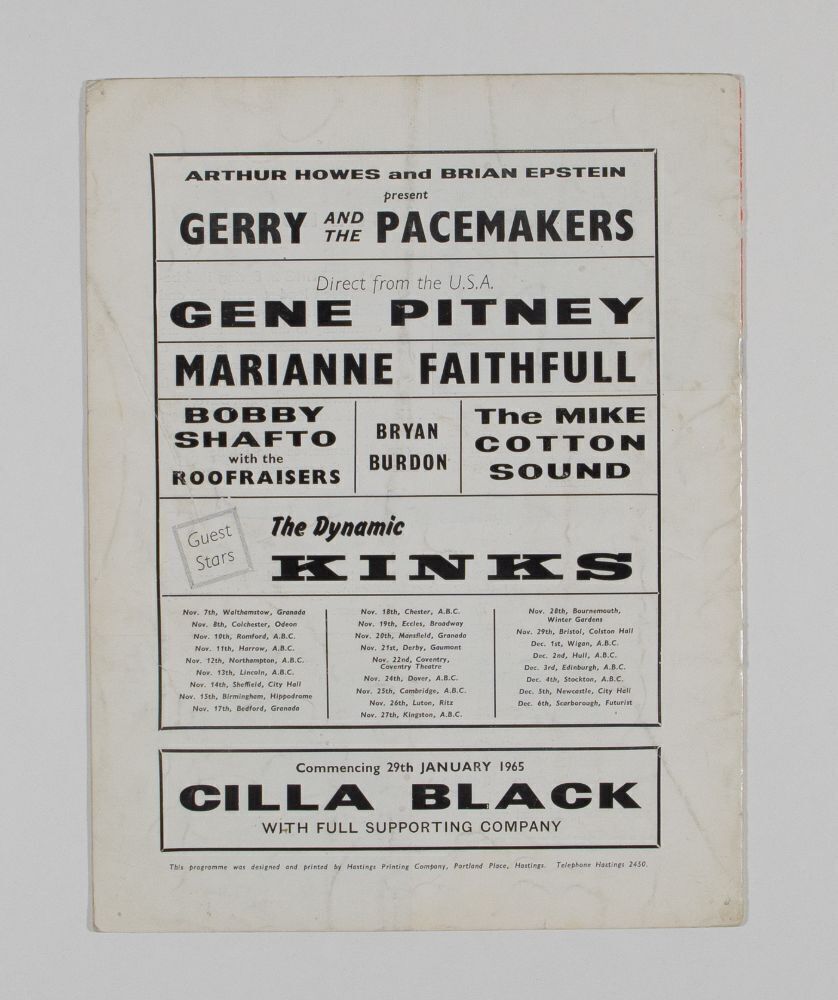 ARTHUR HOWES and BRIAN EPSTEIN
present
GERRY AND THE PACEMAKERS
Direct from the U.S.A.
GENE PITNEY
MARIANNE FAITHFULL
BOBBY
SHAFTO
with the
ROOFRAISERS
BRYAN
BURDON
The MIKE
COTTON
SOUND
Guest
Stars
The Dynamic
KINKS
Nov. 7th, Walthamstow, Granada
Nov. 8th, Colchester, Odeon
Nov. 10th, Romford, A.B.C.
Nov. 11th, Harrow, A.B.C.
Nov. 12th, Northampton, A.B.C.
Nov. 13th, Lincoln, A.B.C.
Nov. 14th, Sheffield, City Hall
Nov. 15th, Birmingham, Hippodrome
Nov. 17th, Bedford, Granada
Nov. 18th, Chester, A.B.C.
Nov. 19th, Eccles, Broadway
Nov. 20th, Mansfield, Granada
Nov. 21st, Derby, Gaumont
Nov. 22nd, Coventry,
Coventry Theatre
Nov. 24th, Dover, A.B.C.
Nov. 25th, Cambridge, A.B.C.
Nov. 26th, Luton, Ritz
Nov. 27th, Kingston, A.B.C.
Nov. 28th, Bournemouth,
Winter Gardens
Nov. 29th, Bristol, Colston Hall
Dec. 1st, Wigan, A.B.C.
Dec. 2nd, Hull, A.B.C.
Dec. 3rd, Edinburgh, A.B.C.
Dec. 4th, Stockton, A.B.C.
Dec. 5th, Newcastle, City Hall
Dec. 6th, Scarborough, Futurist
Commencing 29th JANUARY 1965
CILLA BLACK
WITH FULL SUPPORTING COMPANY
This programme was designed and printed by Hastings Printing Company, Portland Place, Hastings. Telephone Hastings 2450.